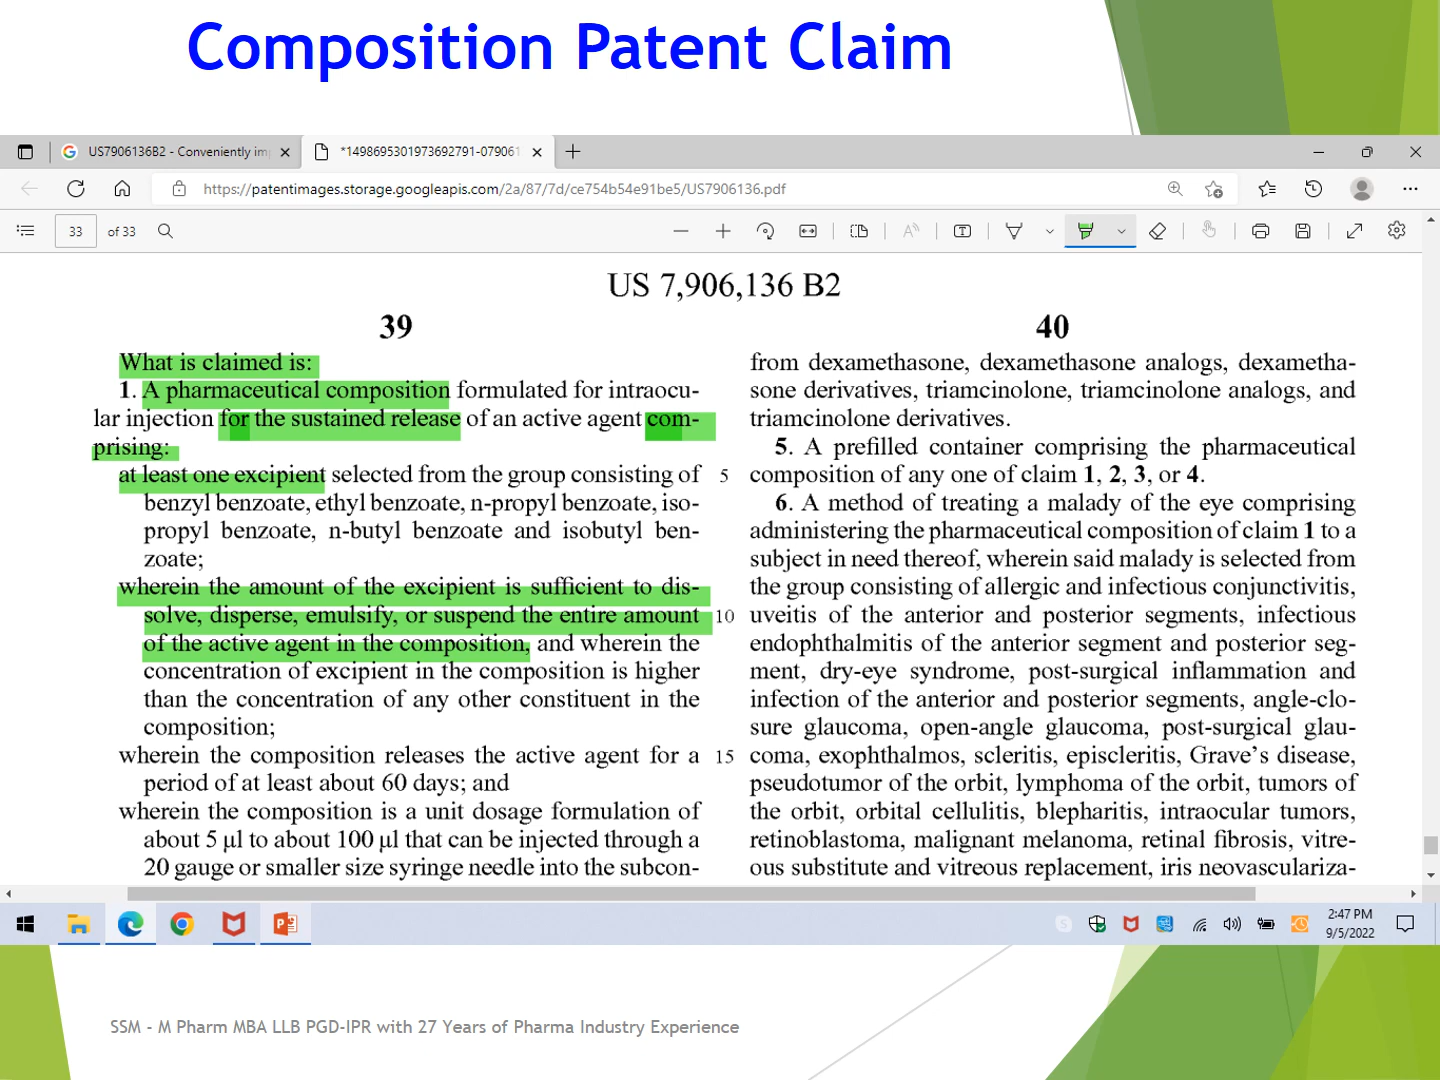 Composition Patent Claim
US7906136B2 - Conveniently im
*1498695301973692791-079061
https://patentimages.storage.googleapis.com/2a/87/7d/ce754b54e91be5/US7906136.pdf
33 of 33
US 7,906,136 B2
39
What is claimed is:
1. A pharmaceutical composition formulated for intraocu-
lar injection for the sustained release of an active agent com-
prising:
at least one excipient selected from the group consisting of
benzyl benzoate, ethyl benzoate, n-propyl benzoate, iso-
propyl benzoate, n-butyl benzoate and isobutyl ben-
zoate;
wherein the amount of the excipient is sufficient to dis-
solve, disperse, emulsify, or suspend the entire amount
of the active agent in the composition, and wherein the
concentration of excipient in the composition is higher
than the concentration of any other constituent in the
composition;
wherein the composition releases the active agent for a
period of at least about 60 days; and
wherein the composition is a unit dosage formulation of
about 5 µl to about 100 µl that can be injected through a
20 gauge or smaller size syringe needle into the subcon-
5
10
15
40
from dexamethasone, dexamethasone analogs, dexametha-
sone derivatives, triamcinolone, triamcinolone analogs, and
triamcinolone derivatives.
5. A prefilled container comprising the pharmaceutical
composition of any one of claim 1, 2, 3, or 4.
6. A method of treating a malady of the eye comprising
administering the pharmaceutical composition of claim 1 to a
subject in need thereof, wherein said malady is selected from
the group consisting of allergic and infectious conjunctivitis,
uveitis of the anterior and posterior segments, infectious
endophthalmitis of the anterior segment and posterior seg-
ment, dry-eye syndrome, post-surgical inflammation and
infection of the anterior and posterior segments, angle-clo-
sure glaucoma, open-angle glaucoma, post-surgical glau-
coma, exophthalmos, scleritis, episcleritis, Grave's disease,
pseudotumor of the orbit, lymphoma of the orbit, tumors of
the orbit, orbital cellulitis, blepharitis, intraocular tumors,
retinoblastoma, malignant melanoma, retinal fibrosis, vitre-
ous substitute and vitreous replacement, iris neovasculariza-
2:47 PM
9/5/2022
SSM - M Pharm MBA LLB PGD-IPR with 27 Years of Pharma Industry Experience